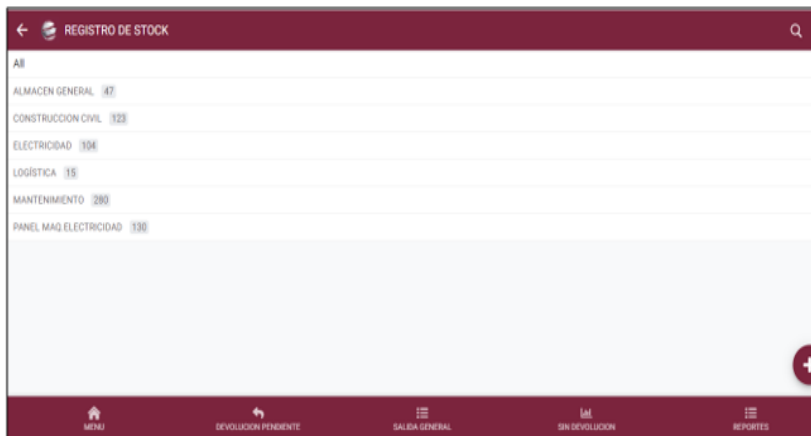 REGISTRO DE STOCK
All
ALMACEN GENERAL 47
CONSTRUCCION CIVIL 123
ELECTRICIDAD 104
LOGÍSTICA 15
MANTENIMIENTO 280
PANEL MAQ.ELECTRICIDAD 130
MENU DEVOLUCION PENDIENTE SALIDA GENERAL SIN DEVOLUCION REPORTES